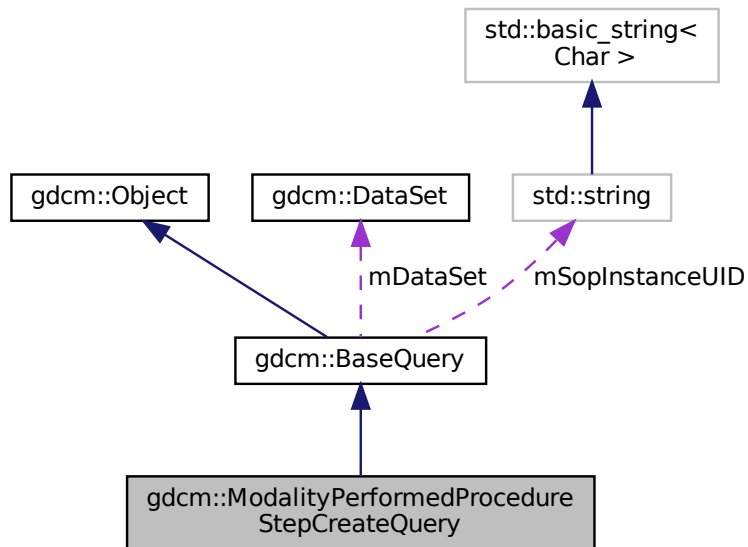 std::basic_string<
Char >
gdcm::Object
gdcm::DataSet
std::string
mDataSet
mSopInstanceUID
gdcm::BaseQuery
gdcm::ModalityPerformedProcedure
StepCreateQuery